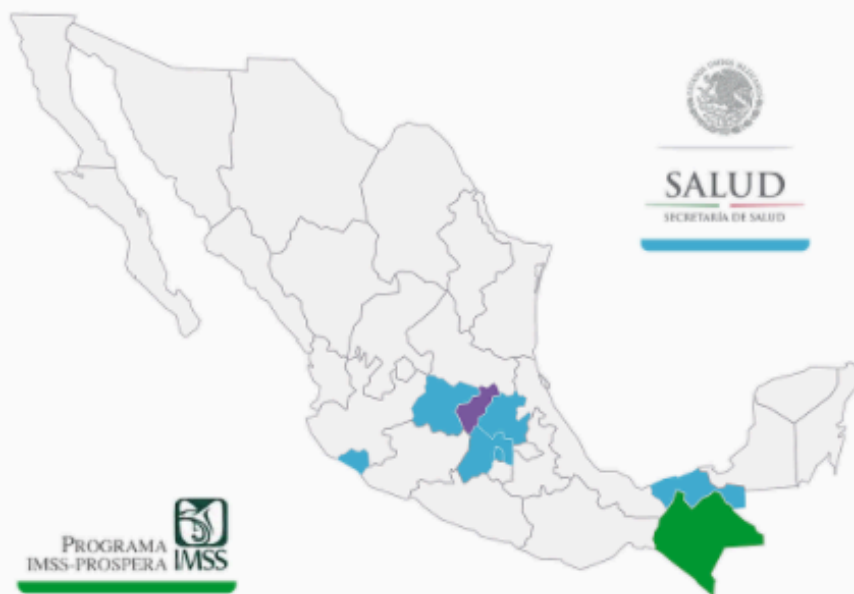 SALUD
SECRETARÍA DE SALUD
PROGRAMA
IMSS-PROSPERA
IMSS